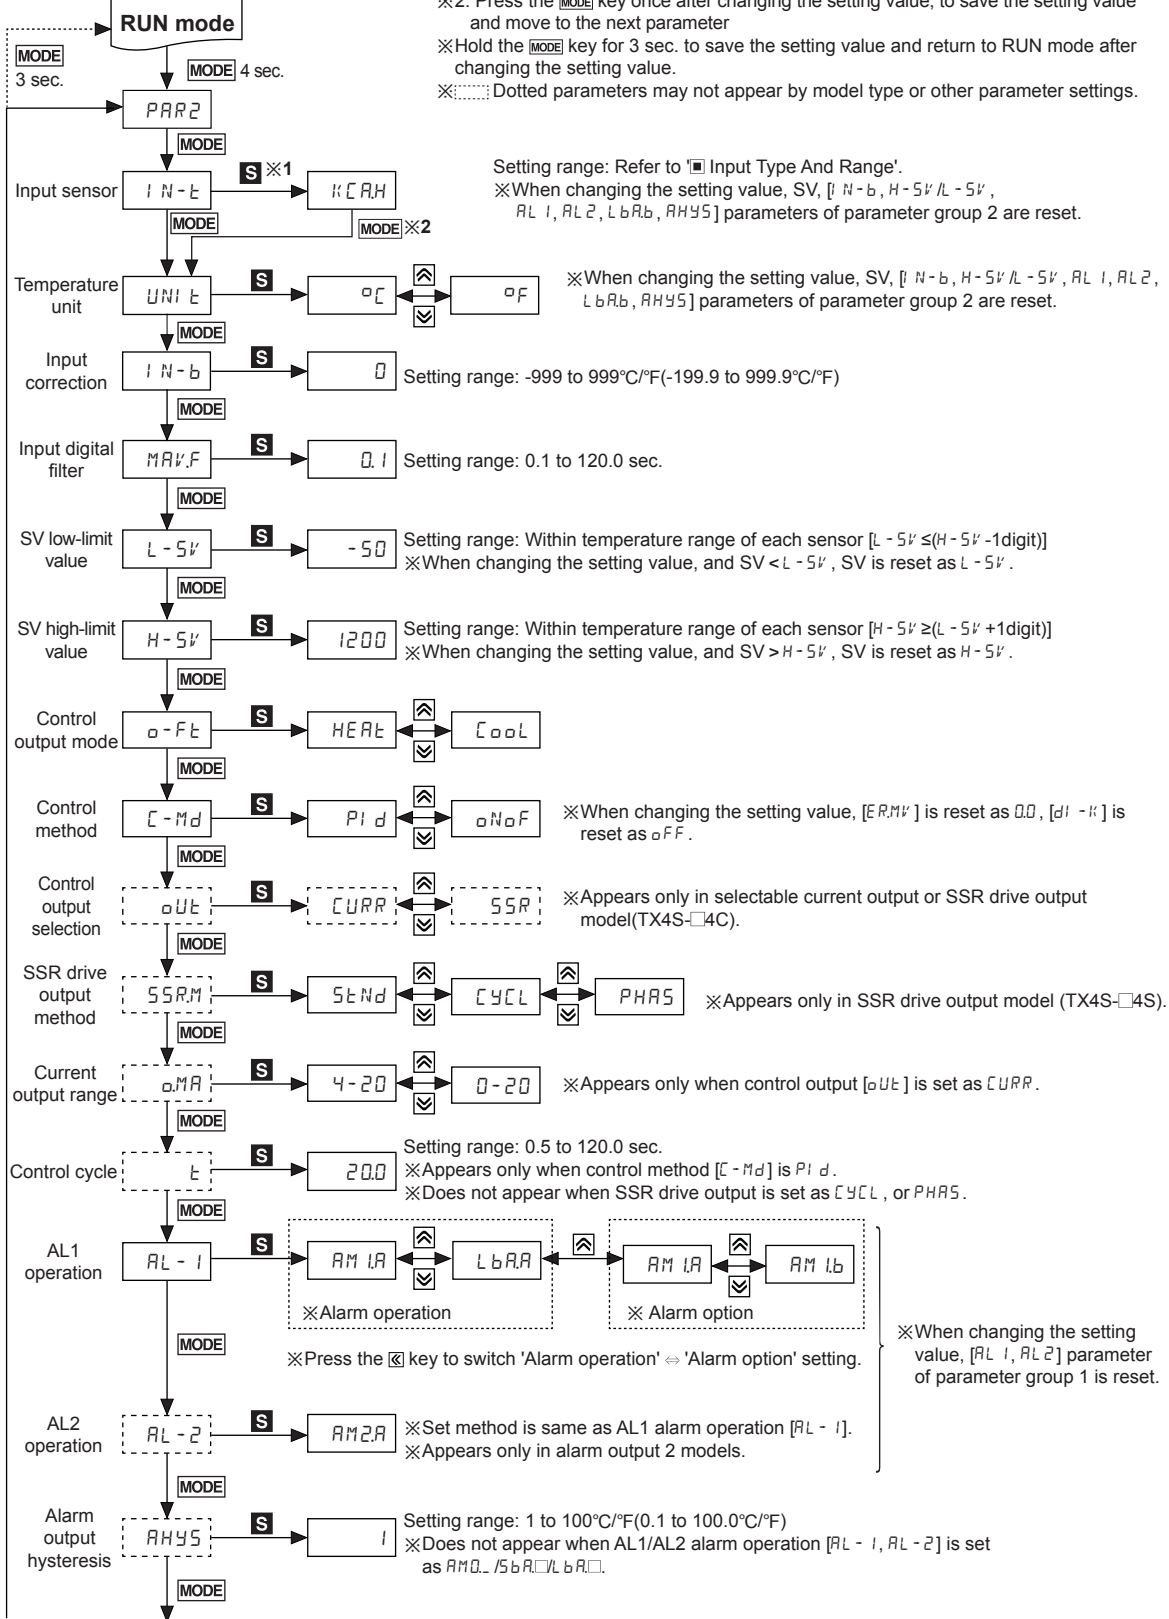 ※2: Press the MODE key once after changing the setting value, to save the setting value
and move to the next parameter
※Hold the MODE key for 3 sec. to save the setting value and return to RUN mode after
changing the setting value.
※ Dotted parameters may not appear by model type or other parameter settings.
RUN mode
MODE
3 sec.
MODE 4 sec.
PAR2
MODE
Input sensor
IN-t
S ※1
KCA.H
MODE
MODE ※2
Setting range: Refer to '▣ Input Type And Range'.
※When changing the setting value, SV, [IN-b, H-SV/L-SV,
AL1, AL2, LbA.b, AHYS] parameters of parameter group 2 are reset.
Temperature
unit
UNIt
S
°C
°F
※When changing the setting value, SV, [IN-b, H-SV/L-SV, AL1, AL2,
LbA.b, AHYS] parameters of parameter group 2 are reset.
MODE
Input
correction
IN-b
S
0
Setting range: -999 to 999°C/°F(-199.9 to 999.9°C/°F)
MODE
Input digital
filter
MAV.F
S
0.1
Setting range: 0.1 to 120.0 sec.
MODE
SV low-limit
value
L-SV
S
-50
Setting range: Within temperature range of each sensor [L-SV ≤(H-SV -1digit)]
※When changing the setting value, and SV < L-SV, SV is reset as L-SV.
MODE
SV high-limit
value
H-SV
S
1200
Setting range: Within temperature range of each sensor [H-SV ≥(L-SV +1digit)]
※When changing the setting value, and SV > H-SV, SV is reset as H-SV.
MODE
Control
output mode
o-Ft
S
HEAt
CooL
MODE
Control
method
C-Md
S
PId
oNoF
※When changing the setting value, [ER.MV] is reset as 0.0, [dI-K] is
reset as oFF.
MODE
Control
output
selection
oUt
S
CURR
SSR
※Appears only in selectable current output or SSR drive output
model(TX4S-□4C).
MODE
SSR drive
output
method
SSR.M
S
StNd
CYCL
PHAS
※Appears only in SSR drive output model (TX4S-□4S).
MODE
Current
output range
o.MA
S
4-20
0-20
※Appears only when control output [oUt] is set as CURR.
MODE
Control cycle
t
S
20.0
Setting range: 0.5 to 120.0 sec.
※Appears only when control method [C-Md] is PId.
※Does not appear when SSR drive output is set as CYCL, or PHAS.
MODE
AL1
operation
AL-1
S
AM1.A
LbA.A
AM1.A
AM1.b
※Alarm operation
※ Alarm option
MODE
※Press the « key to switch 'Alarm operation' ⇔ 'Alarm option' setting.
※When changing the setting
value, [AL1, AL2] parameter
of parameter group 1 is reset.
AL2
operation
AL-2
S
AM2.A
※Set method is same as AL1 alarm operation [AL-1].
※Appears only in alarm output 2 models.
MODE
Alarm
output
hysteresis
AHYS
S
1
Setting range: 1 to 100°C/°F(0.1 to 100.0°C/°F)
※Does not appear when AL1/AL2 alarm operation [AL-1, AL-2] is set
as AM0._ /SbA.□/LbA.□.
MODE